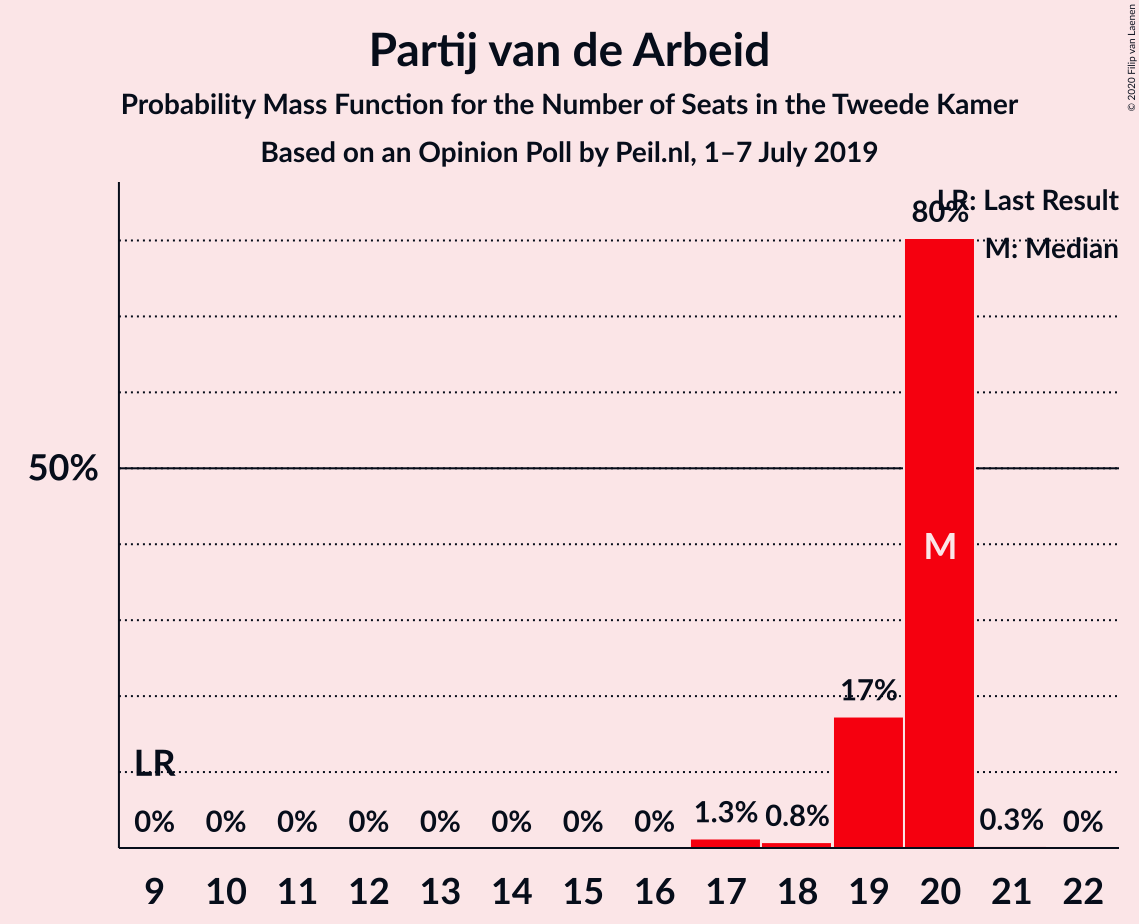 Partij van de Arbeid
Probability Mass Function for the Number of Seats in the Tweede Kamer
Based on an Opinion Poll by Peil.nl, 1–7 July 2019
© 2020 Filip van Laenen
LR: Last Result
M: Median
80%
50%
M
17%
LR
0% 0% 0% 0% 0% 0% 0% 0% 1.3% 0.8% 0.3% 0%
9 10 11 12 13 14 15 16 17 18 19 20 21 22